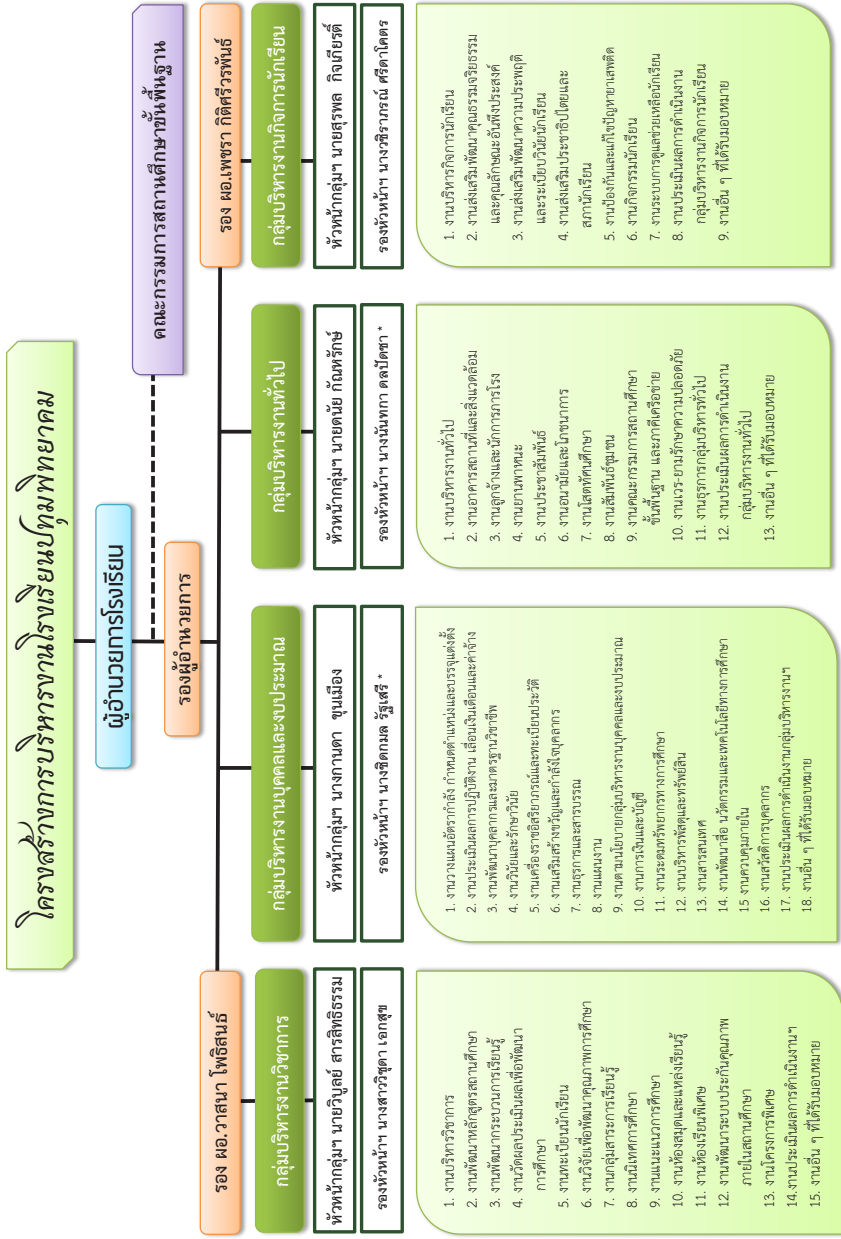 โครงสร้างการบริหารงานโรงเรียนปทุมพิทยาคม
ผู้อำนวยการโรงเรียน
คณะกรรมการสถานศึกษาขั้นพื้นฐาน
รองผู้อำนวยการ
รอง ผอ.วาสนา โพธิสนธ์
รอง ผอ.เพชรา กิติศรีวรพันธ์
กลุ่มบริหารงานวิชาการ
หัวหน้ากลุ่มฯ นายวิบูลย์ สารสิทธิธรรม
รองหัวหน้าฯ นางสาววิชุดา เอกสุข
1. งานบริหารวิชาการ
2. งานพัฒนาหลักสูตรสถานศึกษา
3. งานพัฒนากระบวนการเรียนรู้
4. งานวัดผลประเมินผลเพื่อพัฒนา
การศึกษา
5. งานทะเบียนนักเรียน
6. งานวิจัยเพื่อพัฒนาคุณภาพการศึกษา
7. งานกลุ่มสาระการเรียนรู้
8. งานนิเทศการศึกษา
9. งานแนะแนวการศึกษา
10. งานห้องสมุดและแหล่งเรียนรู้
11. งานห้องเรียนพิเศษ
12. งานพัฒนาระบบประกันคุณภาพ
ภายในสถานศึกษา
13. งานโครงการพิเศษ
14.งานประเมินผลการดำเนินงานฯ
15. งานอื่น ๆ ที่ได้รับมอบหมาย
กลุ่มบริหารงานบุคคลและงบประมาณ
หัวหน้ากลุ่มฯ นางกานดา ขุนเมือง
รองหัวหน้าฯ นางชิดกมล รัฐเสรี *
1. งานวางแผนอัตรากำลัง กำหนดตำแหน่งและบรรจุแต่งตั้ง
2. งานประเมินผลการปฏิบัติงาน เลื่อนเงินเดือนและค่าจ้าง
3. งานพัฒนาบุคลากรและมาตรฐานวิชาชีพ
4. งานวินัยและรักษาวินัย
5. งานเครื่องราชอิสริยาภรณ์และทะเบียนประวัติ
6. งานเสริมสร้างขวัญและกำลังใจบุคลากร
7. งานธุรการและสารบรรณ
8. งานแผนงาน
9. งานตามนโยบายกลุ่มบริหารงานบุคคลและงบประมาณ
10. งานการเงินและบัญชี
11. งานระดมทรัพยากรทางการศึกษา
12. งานบริหารพัสดุและทรัพย์สิน
13. งานสารสนเทศ
14. งานพัฒนาสื่อ นวัตกรรมและเทคโนโลยีทางการศึกษา
15 งานควบคุมภายใน
16. งานสวัสดิการบุคลากร
17. งานประเมินผลการดำเนินงานกลุ่มบริหารงานฯ
18. งานอื่น ๆ ที่ได้รับมอบหมาย
กลุ่มบริหารงานทั่วไป
หัวหน้ากลุ่มฯ นายดนัย กัณหรักษ์
รองหัวหน้าฯ นางนันทกา ดลปัดชา *
1. งานบริหารงานทั่วไป
2. งานอาคารสถานที่และสิ่งแวดล้อม
3. งานลูกจ้างและนักการภารโรง
4. งานยานพาหนะ
5. งานประชาสัมพันธ์
6. งานอนามัยและโภชนาการ
7. งานโสตทัศนศึกษา
8. งานสัมพันธ์ชุมชน
9. งานคณะกรรมการสถานศึกษา
ขั้นพื้นฐาน และภาคีเครือข่าย
10. งานเวร-ยามรักษาความปลอดภัย
11. งานธุรการกลุ่มบริหารทั่วไป
12. งานประเมินผลการดำเนินงาน
กลุ่มบริหารงานทั่วไป
13. งานอื่น ๆ ที่ได้รับมอบหมาย
กลุ่มบริหารงานกิจการนักเรียน
หัวหน้ากลุ่มฯ นายสุรพล กิจเกียรติ์
รองหัวหน้าฯ นางวชิราภรณ์ ศรีดาโคตร
1. งานบริหารกิจการนักเรียน
2. งานส่งเสริมพัฒนาคุณธรรมจริยธรรม
และคุณลักษณะอันพึงประสงค์
3. งานส่งเสริมพัฒนาความประพฤติ
และระเบียบวินัยนักเรียน
4. งานส่งเสริมประชาธิปไตยและ
สภานักเรียน
5. งานป้องกันและแก้ไขปัญหายาเสพติด
6. งานกิจกรรมนักเรียน
7. งานระบบการดูแลช่วยเหลือนักเรียน
8. งานประเมินผลการดำเนินงาน
กลุ่มบริหารงานกิจการนักเรียน
9. งานอื่น ๆ ที่ได้รับมอบหมาย